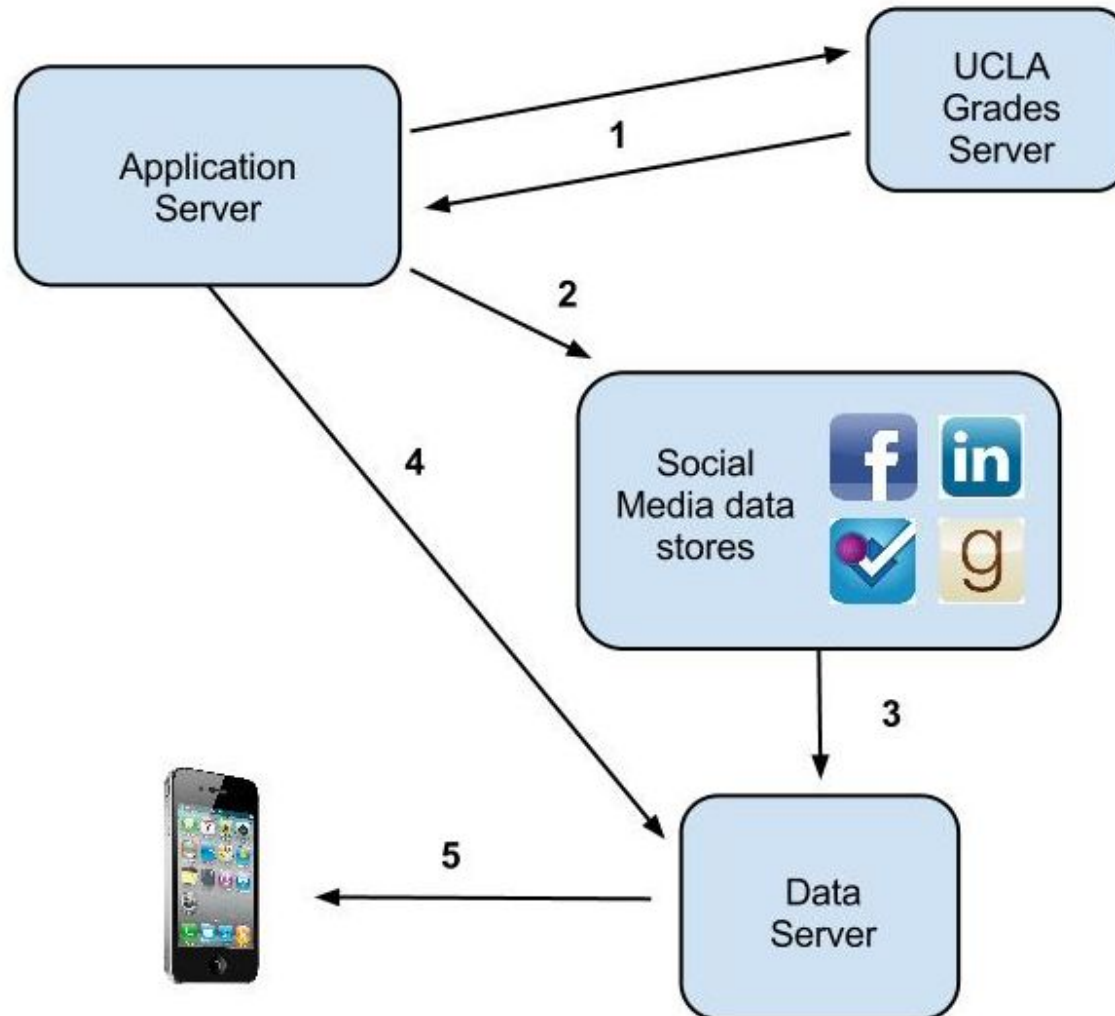 Application
Server
UCLA
Grades
Server
1
2
4
Social
Media data
stores
f
in
g
3
5
Data
Server